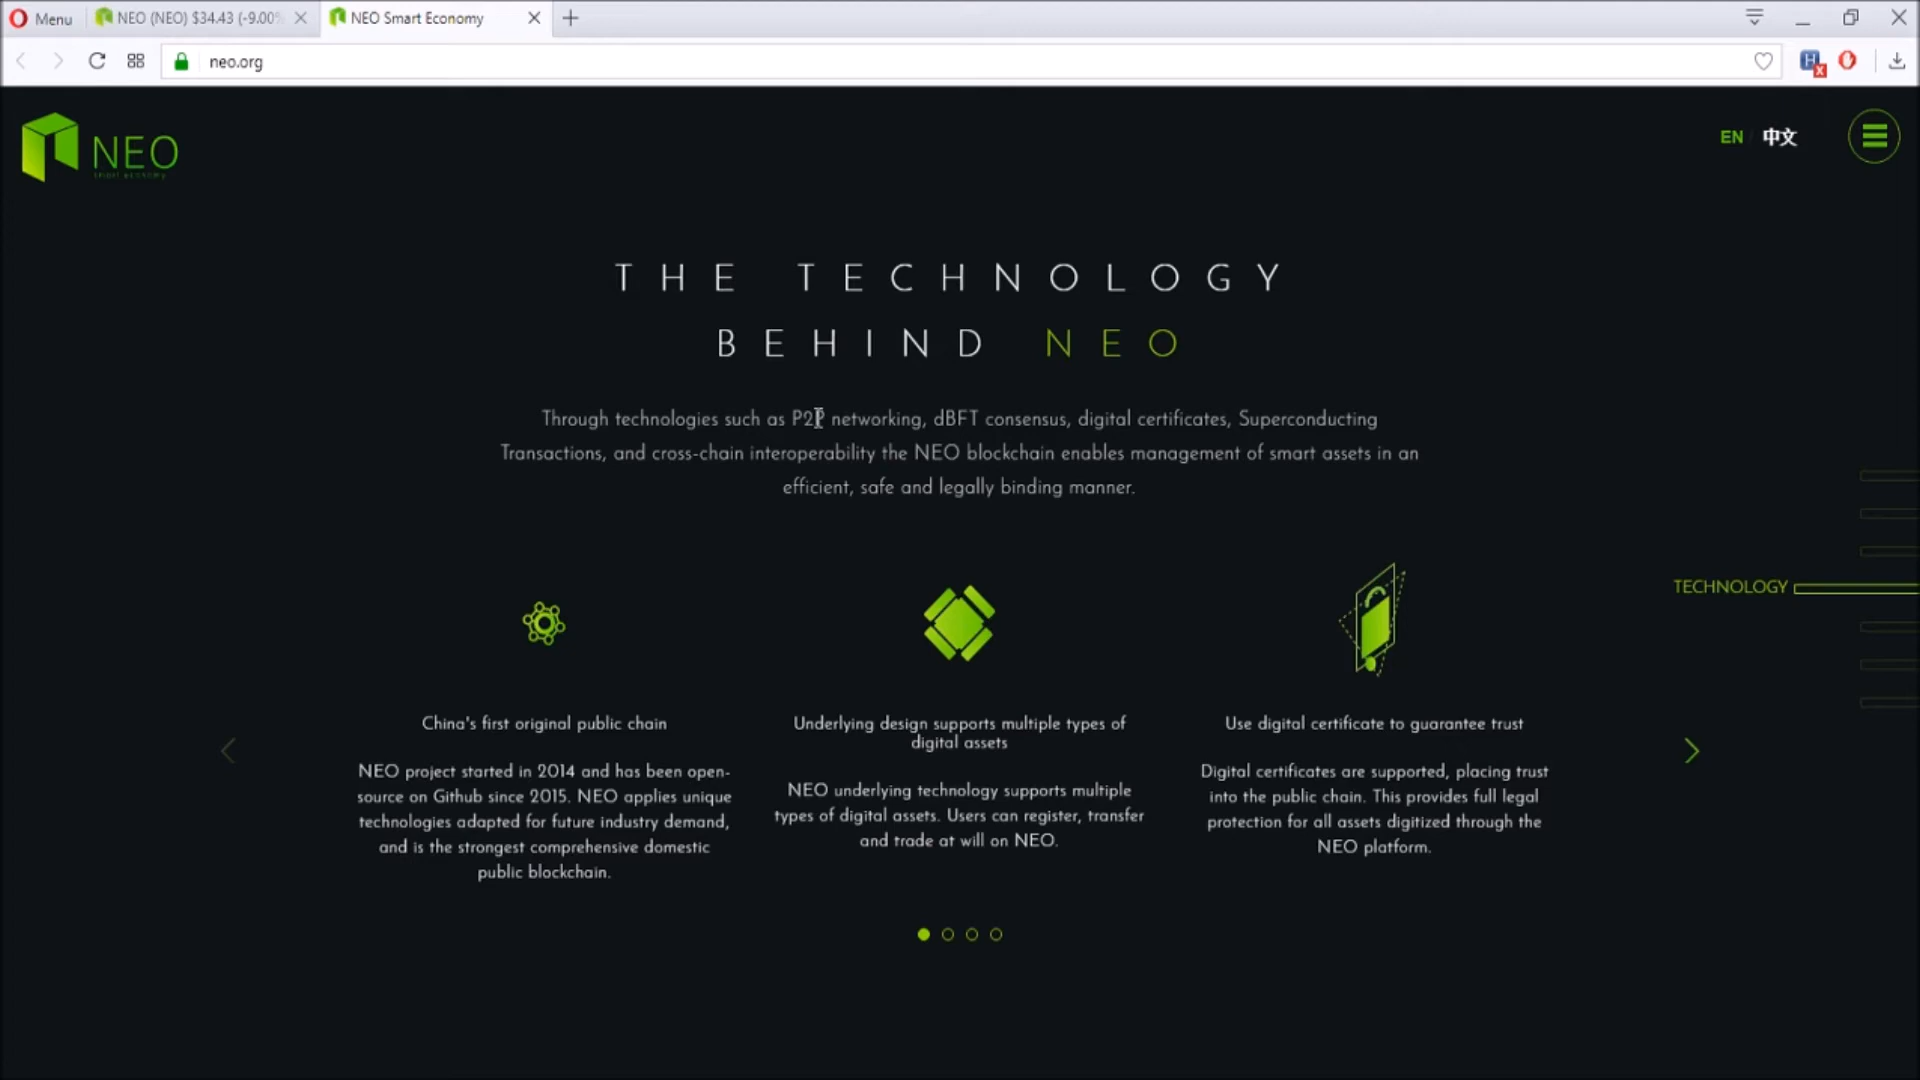 Menu
NEO (NEO) $34.43 (-9.00%
NEO Smart Economy
neo.org
NEO
smart economy
EN
中文
THE TECHNOLOGY
BEHIND NEO
Through technologies such as P2P networking, dBFT consensus, digital certificates, Superconducting
Transactions, and cross-chain interoperability the NEO blockchain enables management of smart assets in an
efficient, safe and legally binding manner.
TECHNOLOGY
China's first original public chain
NEO project started in 2014 and has been open-
source on Github since 2015. NEO applies unique
technologies adapted for future industry demand,
and is the strongest comprehensive domestic
public blockchain.
Underlying design supports multiple types of
digital assets
NEO underlying technology supports multiple
types of digital assets. Users can register, transfer
and trade at will on NEO.
Use digital certificate to guarantee trust
Digital certificates are supported, placing trust
into the public chain. This provides full legal
protection for all assets digitized through the
NEO platform.